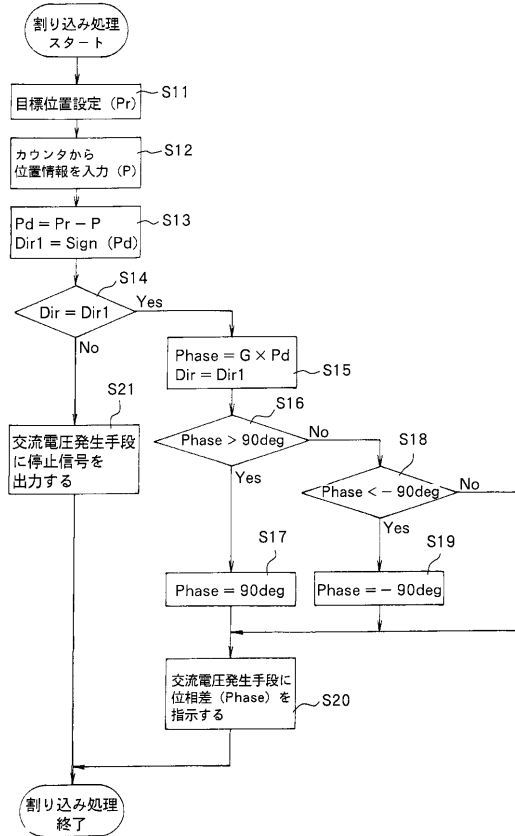 割り込み処理
スタート
S11
目標位置設定 (Pr)
S12
カウンタから
位置情報を入力 (P)
S13
Pd = Pr − P
Dir1 = Sign (Pd)
S14
Dir = Dir1
Yes
No
Phase = G × Pd
Dir = Dir1
S15
S16
Phase > 90deg
No
Yes
S18
Phase < − 90deg
No
Yes
S21
交流電圧発生手段
に停止信号を
出力する
S17
Phase = 90deg
S19
Phase = − 90deg
交流電圧発生手段に
位相差 (Phase) を
指示する
S20
割り込み処理
終了